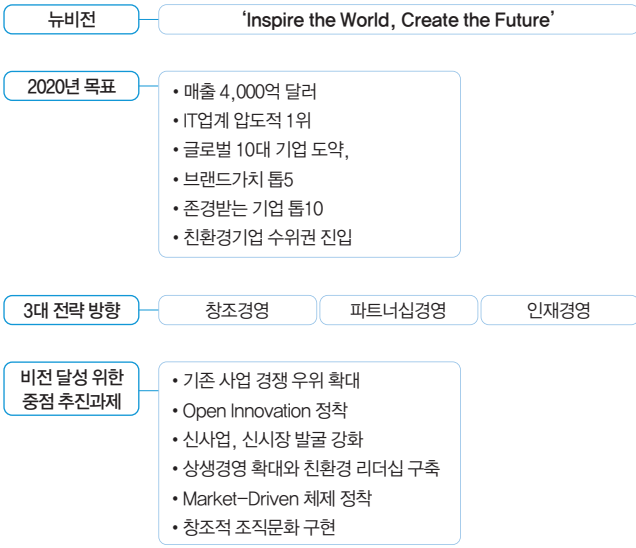 뉴비전
‘Inspire the World, Create the Future’
2020년 목표
• 매출 4,000억 달러
• IT업계 압도적 1위
• 글로벌 10대 기업 도약,
• 브랜드가치 톱5
• 존경받는 기업 톱10
• 친환경기업 수위권 진입
3대 전략 방향
창조경영
파트너십경영
인재경영
비전 달성 위한
중점 추진과제
• 기존 사업 경쟁 우위 확대
• Open Innovation 정착
• 신사업, 신시장 발굴 강화
• 상생경영 확대와 친환경 리더십 구축
• Market-Driven 체제 정착
• 창조적 조직문화 구현